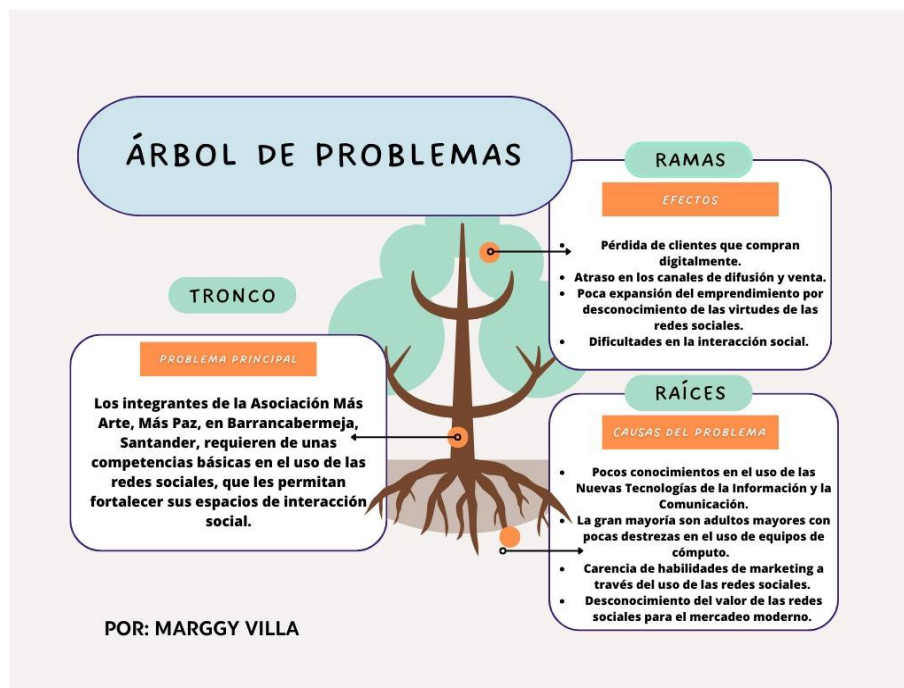 ÁRBOL DE PROBLEMAS
RAMAS
EFECTOS
• Pérdida de clientes que compran
digitalmente.
• Atraso en los canales de difusión y venta.
• Poca expansión del emprendimiento por
desconocimiento de las virtudes de las
redes sociales.
• Dificultades en la interacción social.
TRONCO
PROBLEMA PRINCIPAL
Los integrantes de la Asociación Más
Arte, Más Paz, en Barrancabermeja,
Santander, requieren de unas
competencias básicas en el uso de las
redes sociales, que les permitan
fortalecer sus espacios de interacción
social.
RAÍCES
CAUSAS DEL PROBLEMA
• Pocos conocimientos en el uso de las
Nuevas Tecnologías de la Información y la
Comunicación.
• La gran mayoría son adultos mayores con
pocas destrezas en el uso de equipos de
cómputo.
• Carencia de habilidades de marketing a
través del uso de las redes sociales.
• Desconocimiento del valor de las redes
sociales para el mercadeo moderno.
POR: MARGGY VILLA